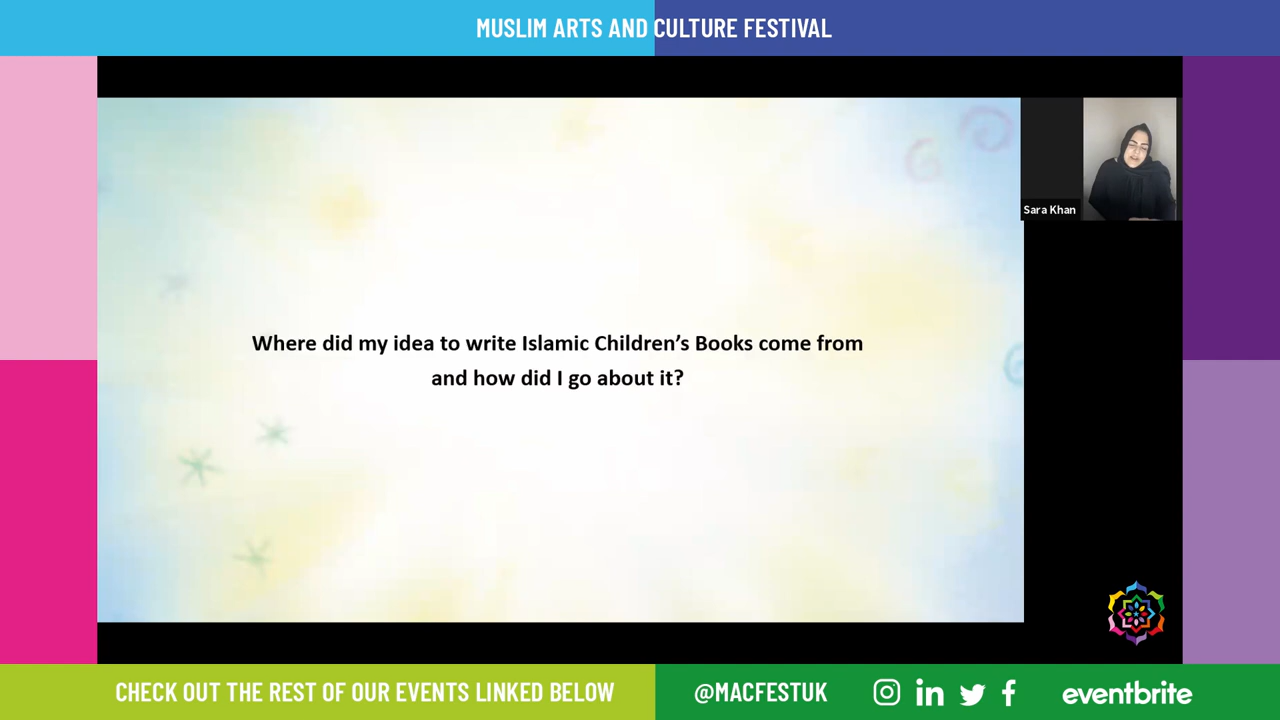 MUSLIM ARTS AND CULTURE FESTIVAL
Sara Khan
Where did my idea to write Islamic Children’s Books come from
and how did I go about it?
CHECK OUT THE REST OF OUR EVENTS LINKED BELOW
@MACFESTUK
eventbrite